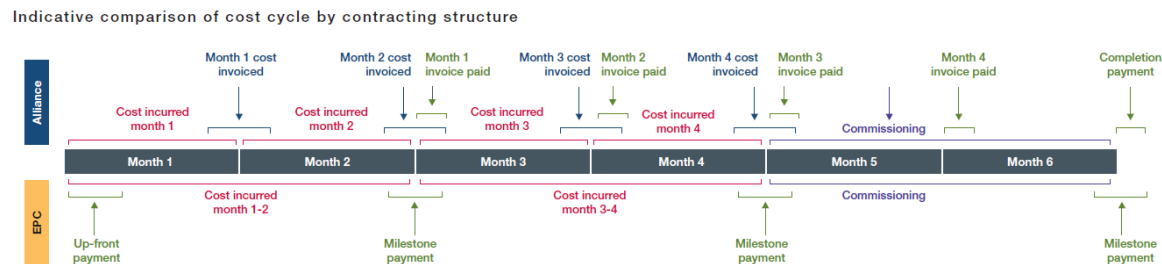 Indicative comparison of cost cycle by contracting structure
Alliance
Month 1 cost
invoiced
Month 2 cost
invoiced
Month 1
invoice paid
Month 3 cost
invoiced
Month 2
invoice paid
Month 4 cost
invoiced
Month 3
invoice paid
Month 4
invoice paid
Completion
payment
Cost incurred
month 1
Cost incurred
month 2
Cost incurred
month 3
Cost incurred
month 4
Commissioning
Month 1
Month 2
Month 3
Month 4
Month 5
Month 6
EPC
Cost incurred
month 1-2
Cost incurred
month 3-4
Commissioning
Up-front
payment
Milestone
payment
Milestone
payment
Milestone
payment